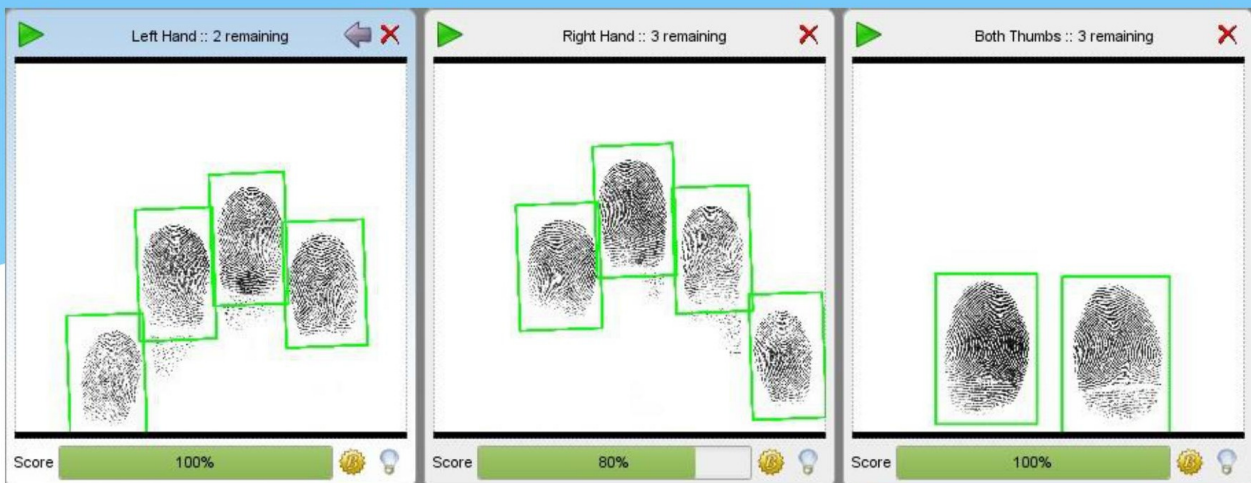 Left Hand :: 2 remaining
Right Hand :: 3 remaining
Both Thumbs :: 3 remaining
Score 100%
Score 80%
Score 100%